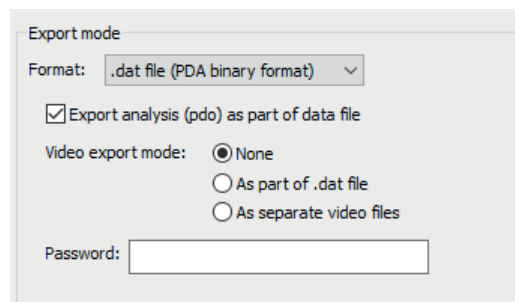 Export mode
Format: .dat file (PDA binary format)
Export analysis (pdo) as part of data file
Video export mode: None
As part of .dat file
As separate video files
Password: